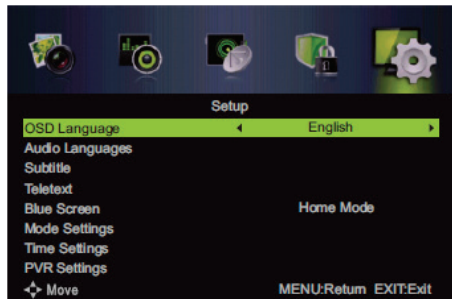 Setup
OSD Language English
Audio Languages
Subtitle
Teletext
Blue Screen Home Mode
Mode Settings
Time Settings
PVR Settings
Move MENU:Return EXIT:Exit